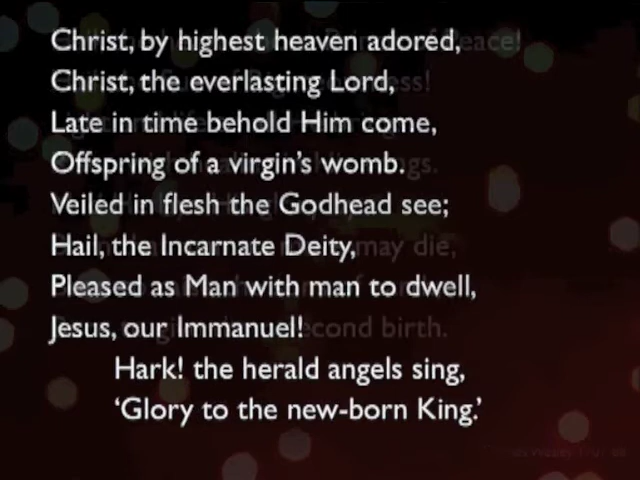 Christ, by highest heaven adored,
Christ, the everlasting Lord,
Late in time behold Him come,
Offspring of a virgin's womb.
Veiled in flesh the Godhead see;
Hail, the Incarnate Deity,
Pleased as Man with man to dwell,
Jesus, our Immanuel!
Hark! the herald angels sing,
‘Glory to the new-born King.’